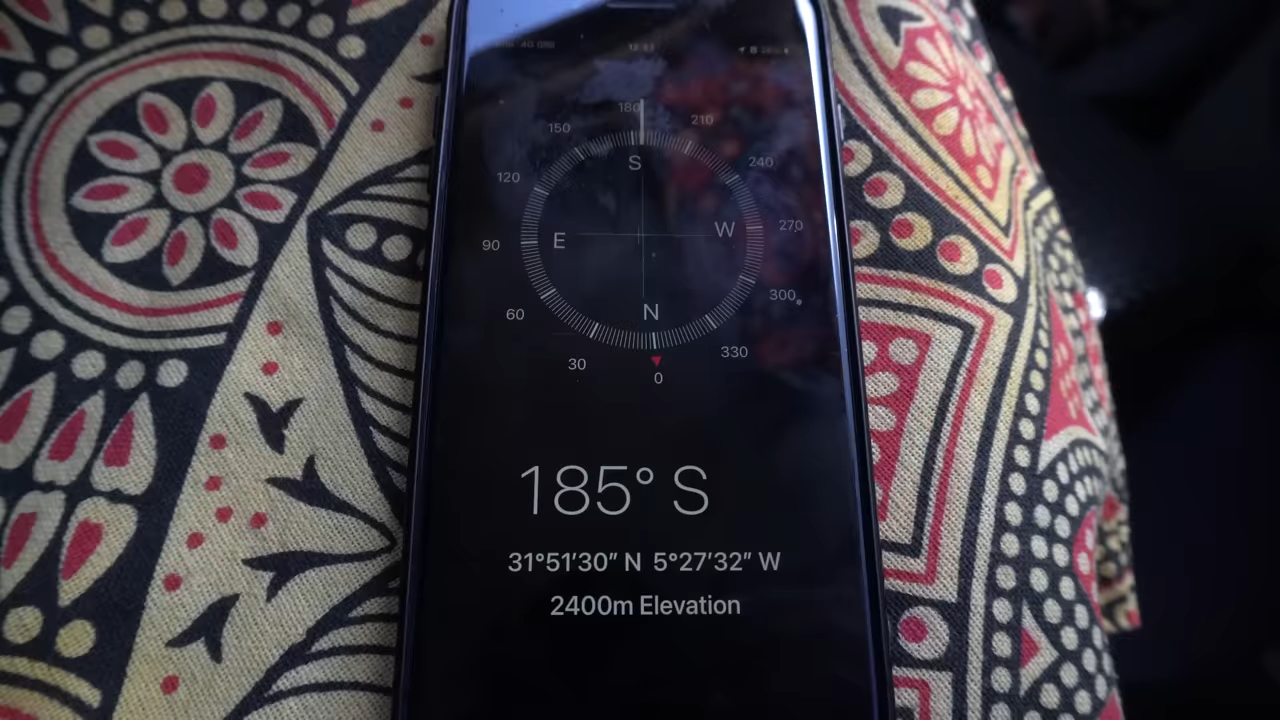 180
150 210
S
120 240
90 E W 270
60 300
N
30 330
0
185° S
31°51'30" N 5°27'32" W
2400m Elevation